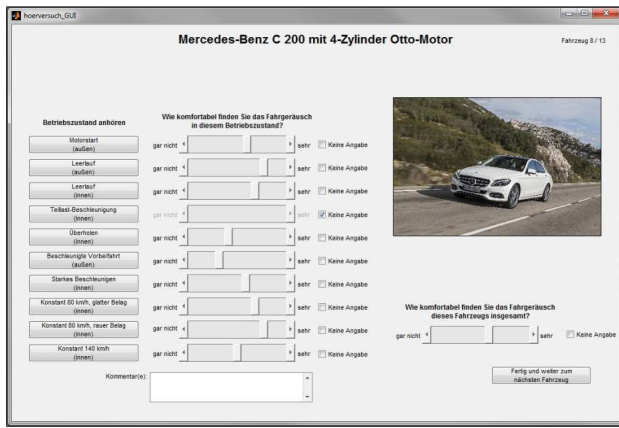 hoerversuch_GUI
Mercedes-Benz C 200 mit 4-Zylinder Otto-Motor
Fahrzeug 8 / 13
Betriebszustand anhören
Wie komfortabel finden Sie das Fahrgeräusch
in diesem Betriebszustand?
Motorstart
(außen)
gar nicht sehr Keine Angabe
Leerlauf
(außen)
gar nicht sehr Keine Angabe
Leerlauf
(innen)
gar nicht sehr Keine Angabe
Teillast-Beschleunigung
(innen)
gar nicht sehr Keine Angabe
Überholen
(innen)
gar nicht sehr Keine Angabe
Beschleunigte Vorbeifahrt
(außen)
gar nicht sehr Keine Angabe
Starkes Beschleunigen
(innen)
gar nicht sehr Keine Angabe
Konstant 80 km/h, glatter Belag
(innen)
gar nicht sehr Keine Angabe
Konstant 80 km/h, rauer Belag
(innen)
gar nicht sehr Keine Angabe
Konstant 140 km/h
(innen)
gar nicht sehr Keine Angabe
Kommentar(e):
Wie komfortabel finden Sie das Fahrgeräusch
dieses Fahrzeugs insgesamt?
gar nicht sehr Keine Angabe
Fertig und weiter zum
nächsten Fahrzeug